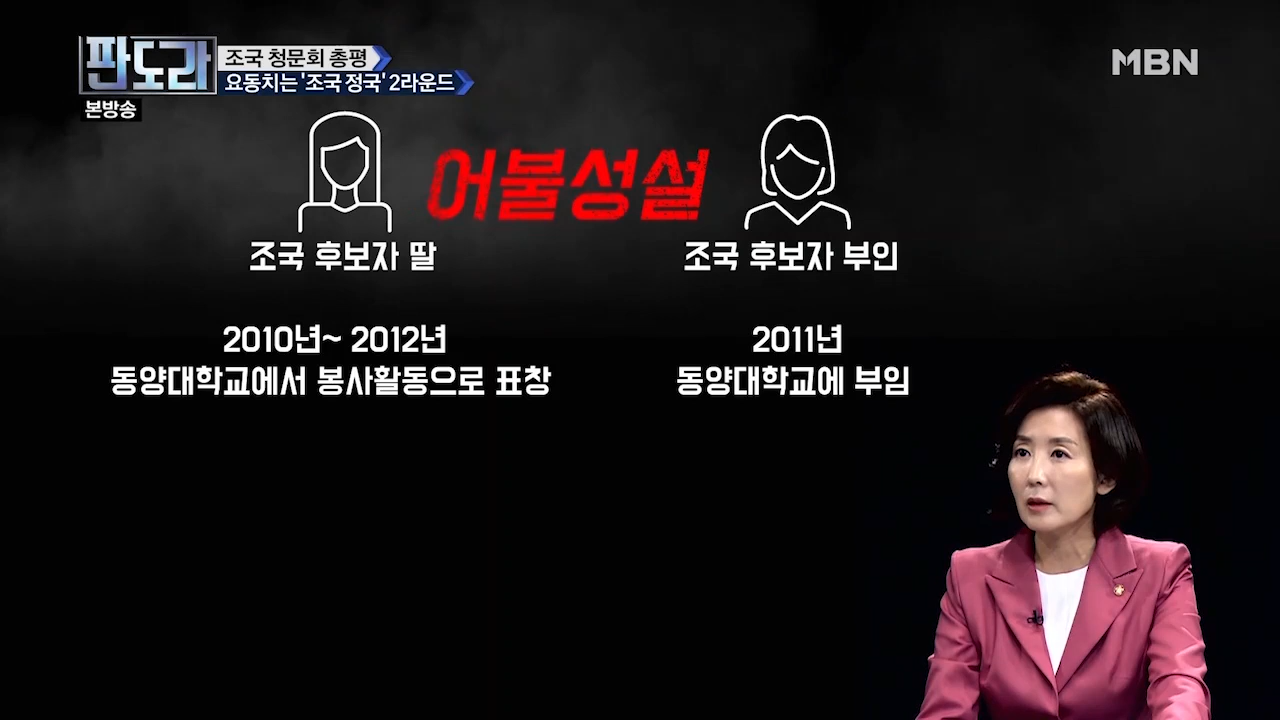 판도라
조국 청문회 총평
요동치는 '조국 정국' 2라운드
본방송
MBN
어불성설
조국 후보자 딸
조국 후보자 부인
2010년~ 2012년
동양대학교에서 봉사활동으로 표창
2011년
동양대학교에 부임